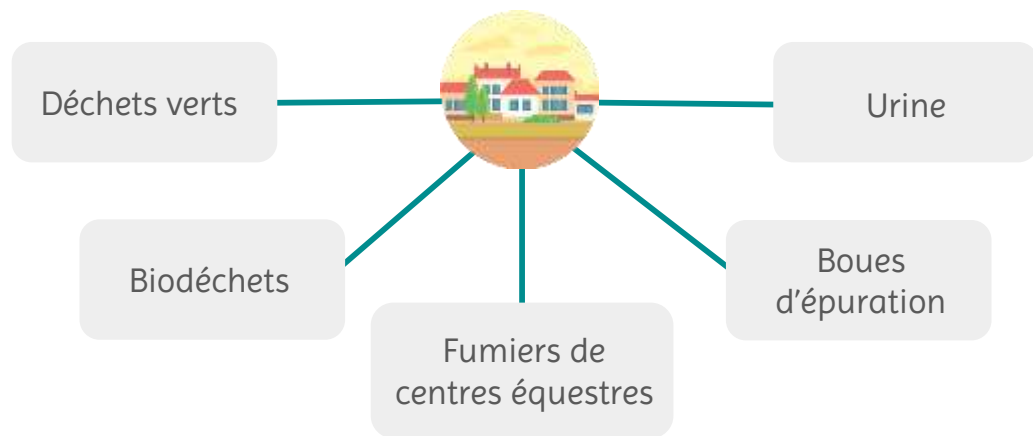 Déchets verts
Urine
Biodéchets
Boues
d'épuration
Fumiers de
centres équestres